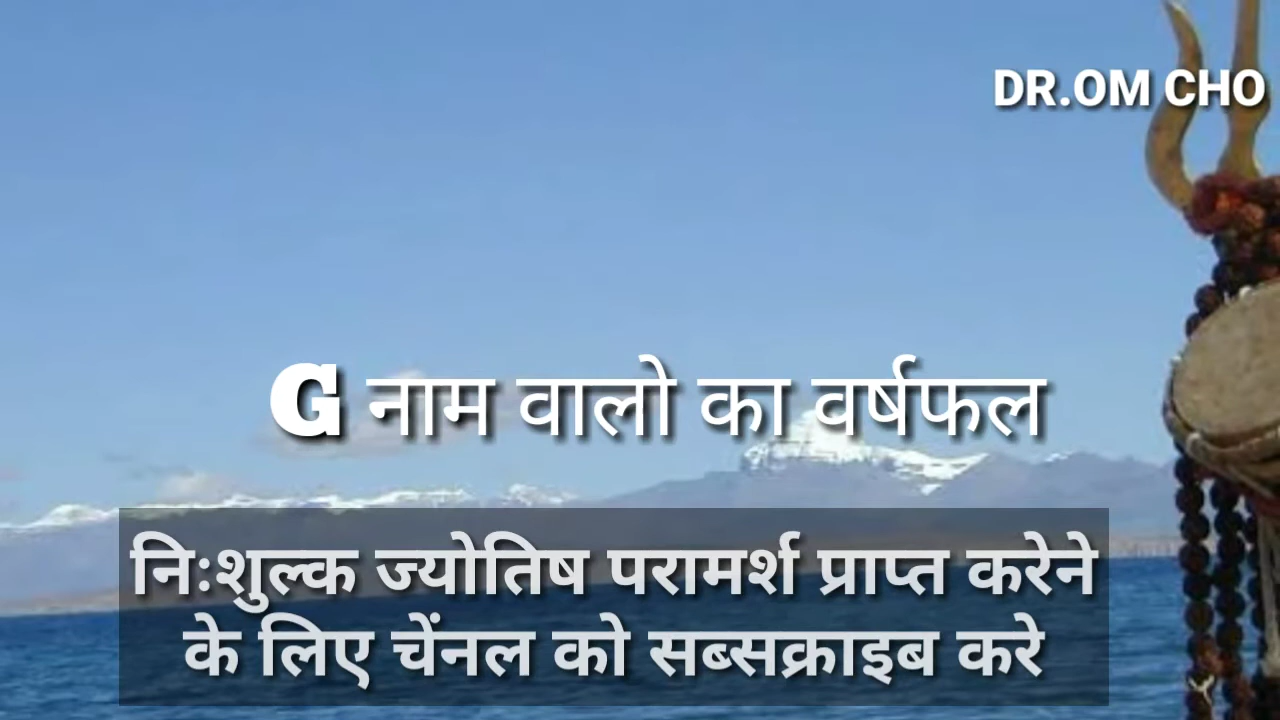 DR.OM CHO
G नाम वालो का वर्षफल
निःशुल्क ज्योतिष परामर्श प्राप्त करेने
के लिए चेंनल को सब्सक्राइब करे